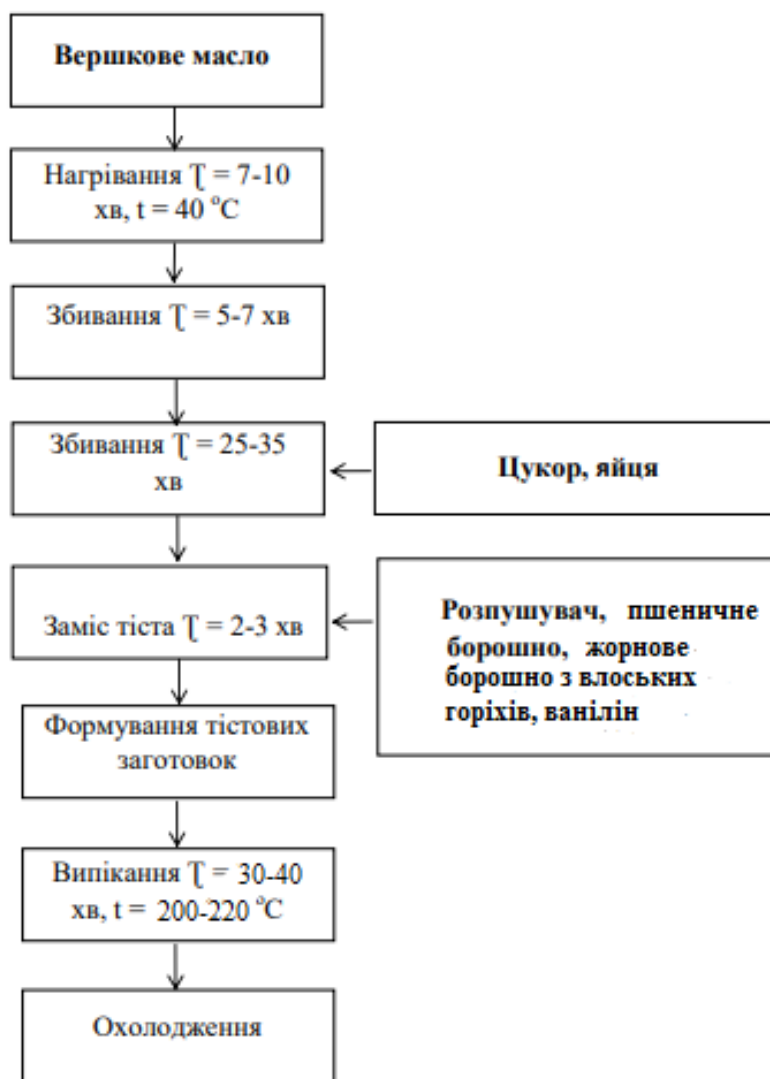 Вершкове масло
Нагрівання Ʈ = 7-10
хв, t = 40 °C
Збивання Ʈ = 5-7 хв
Збивання Ʈ = 25-35
хв
Цукор, яйця
Заміс тіста Ʈ = 2-3 хв
Розпушувач, пшеничне
борошно, жорнове
борошно з влоських
горіхів, ванілін
Формування тістових
заготовок
Випікання Ʈ = 30-40
хв, t = 200-220 °C
Охолодження